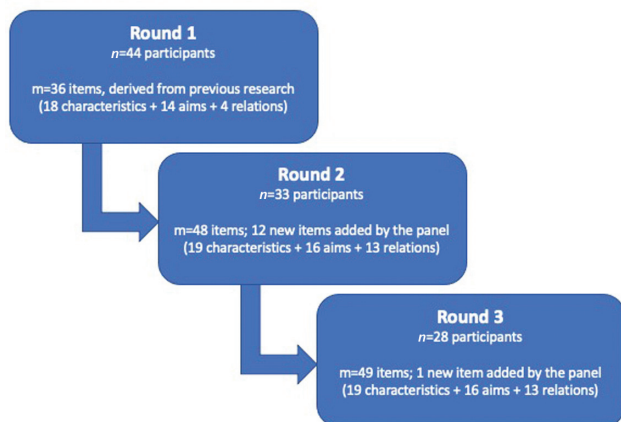 Round 1
n=44 participants
m=36 items, derived from previous research
(18 characteristics + 14 aims + 4 relations)
Round 2
n=33 participants
m=48 items; 12 new items added by the panel
(19 characteristics + 16 aims + 13 relations)
Round 3
n=28 participants
m=49 items; 1 new item added by the panel
(19 characteristics + 16 aims + 13 relations)